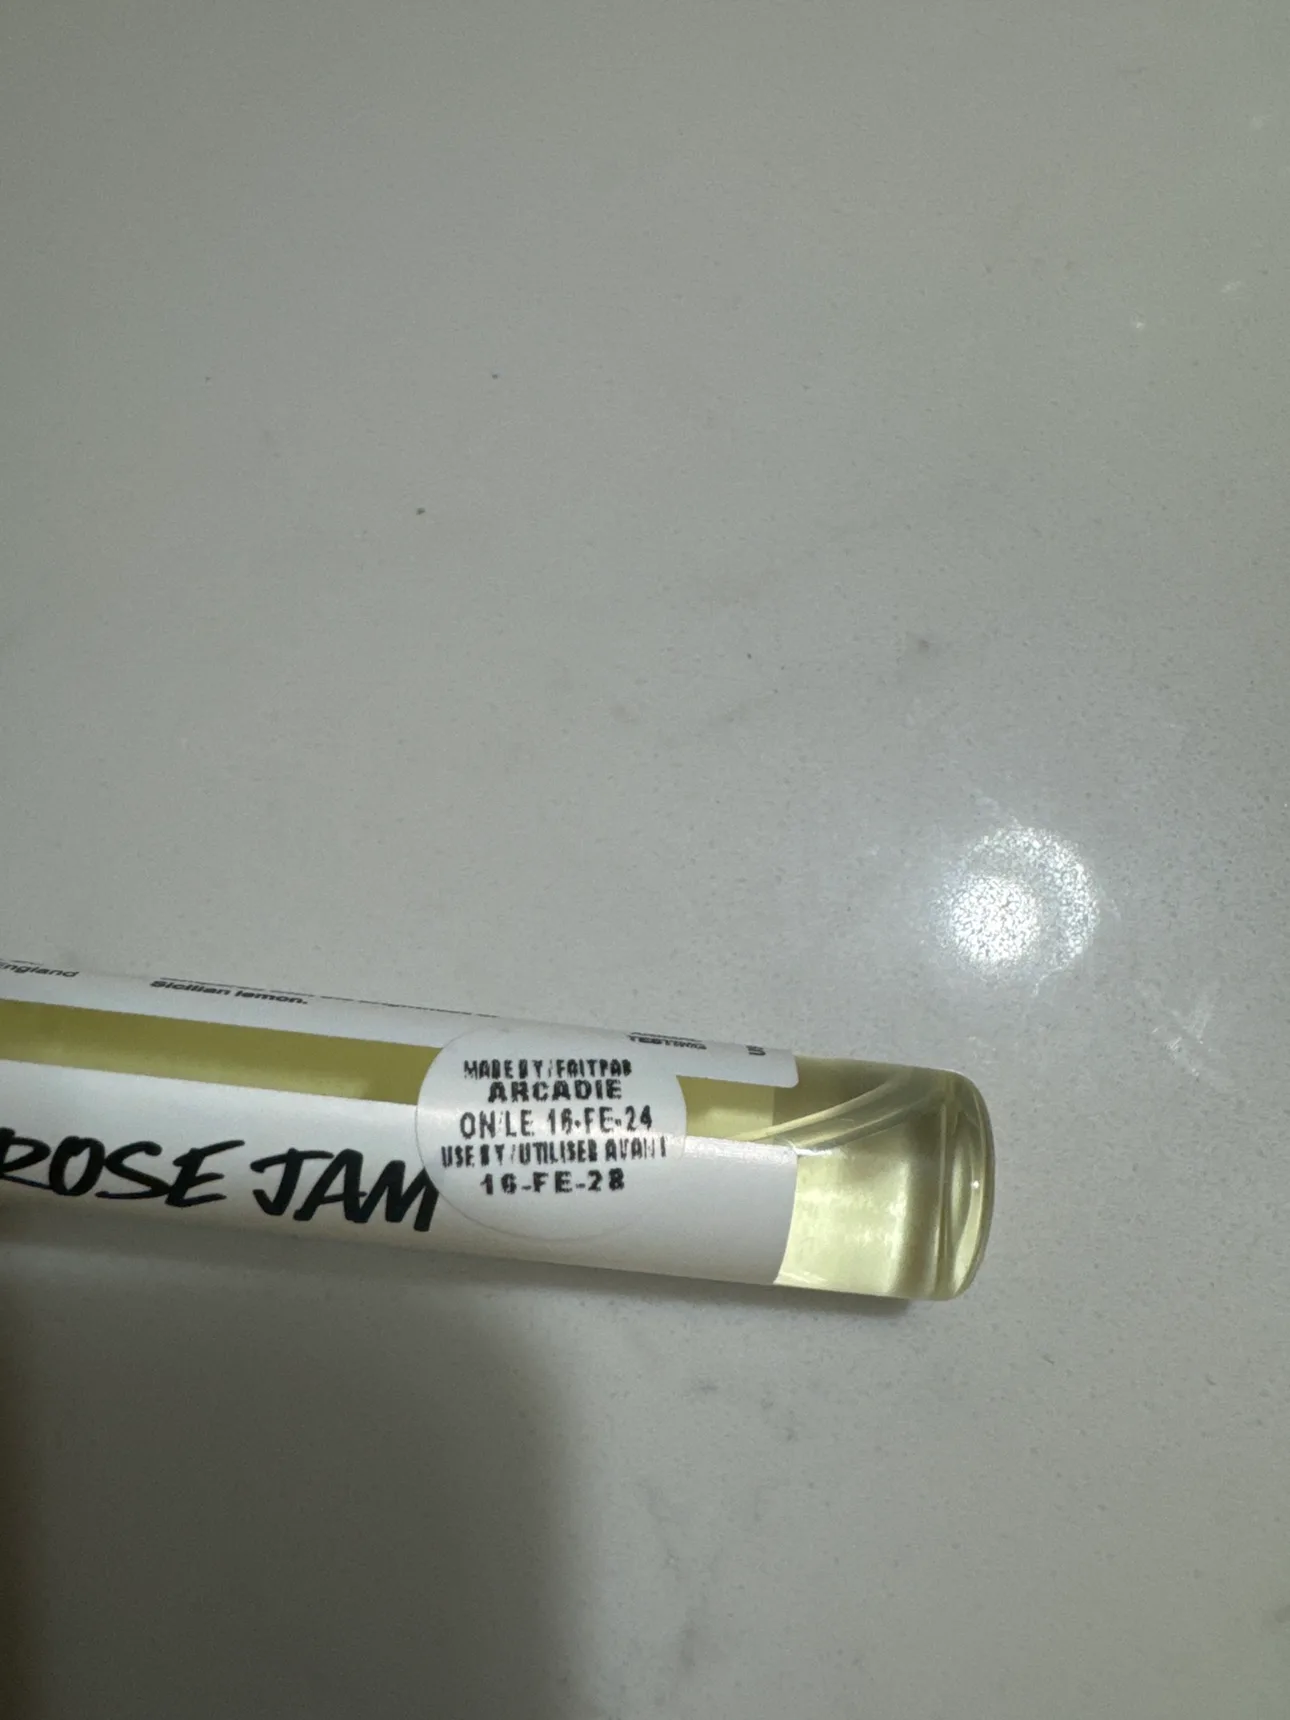 England
Sicilian lemon.
TESTING
ROSE JAM
MADE BY/FAIT PAR
ARCADIE
ON/LE 16-FE-24
USE BY/UTILISER AVANT
16-FE-28